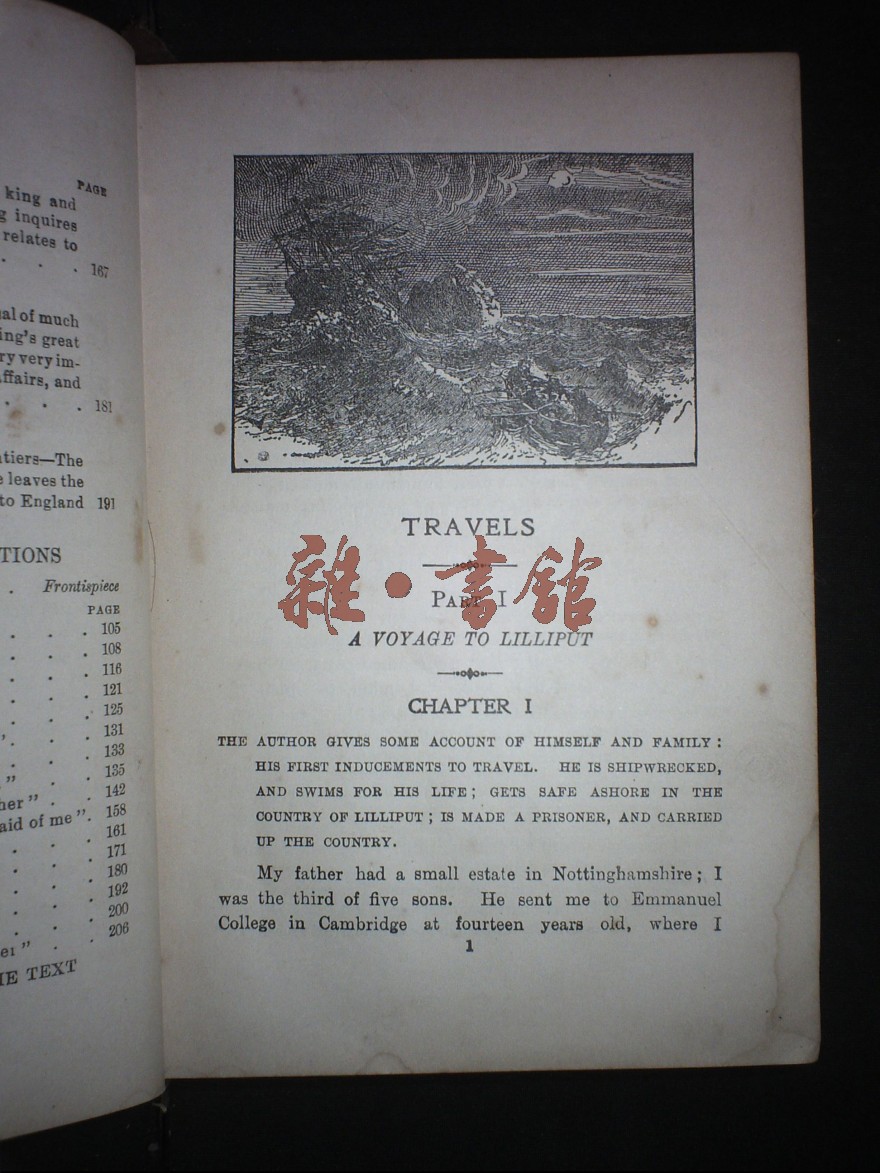 PAGE
king and
g inquires
relates to
. . . 167
al of much
ing's great
ry very im-
ffairs, and
. . . 181
tiers—The
e leaves the
to England 191
TIONS
. Frontispiece
PAGE
. . . 105
. . . 108
. . . 116
. . . 121
. . . 125
. . . 131
. . . 133
” . . 135
her” . . 142
aid of me”. 158
. . . 161
. . . 171
. . . 180
. . . 192
. . . 200
” . . 206
IE TEXT
TRAVELS
PART I
雜·書館
A VOYAGE TO LILLIPUT
CHAPTER I
THE AUTHOR GIVES SOME ACCOUNT OF HIMSELF AND FAMILY :
HIS FIRST INDUCEMENTS TO TRAVEL. HE IS SHIPWRECKED,
AND SWIMS FOR HIS LIFE ; GETS SAFE ASHORE IN THE
COUNTRY OF LILLIPUT ; IS MADE A PRISONER, AND CARRIED
UP THE COUNTRY.
My father had a small estate in Nottinghamshire ; I
was the third of five sons. He sent me to Emmanuel
College in Cambridge at fourteen years old, where I
1